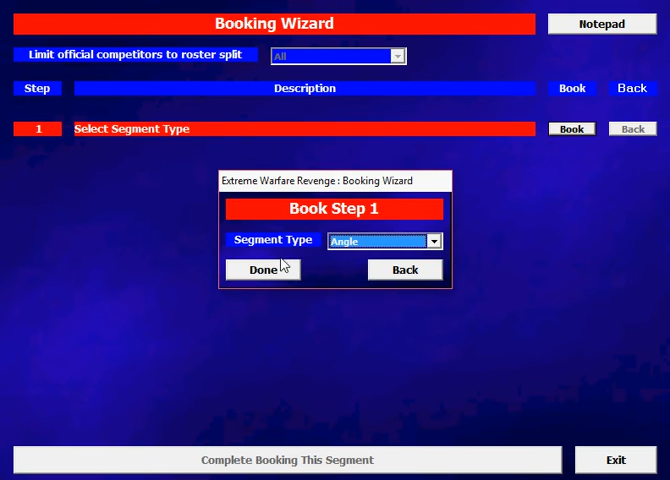 Booking Wizard
Notepad
Limit official competitors to roster split
All
Step
Description
Book
Back
1
Select Segment Type
Book
Back
Extreme Warfare Revenge : Booking Wizard
Book Step 1
Segment Type
Angle
Done
Back
Complete Booking This Segment
Exit